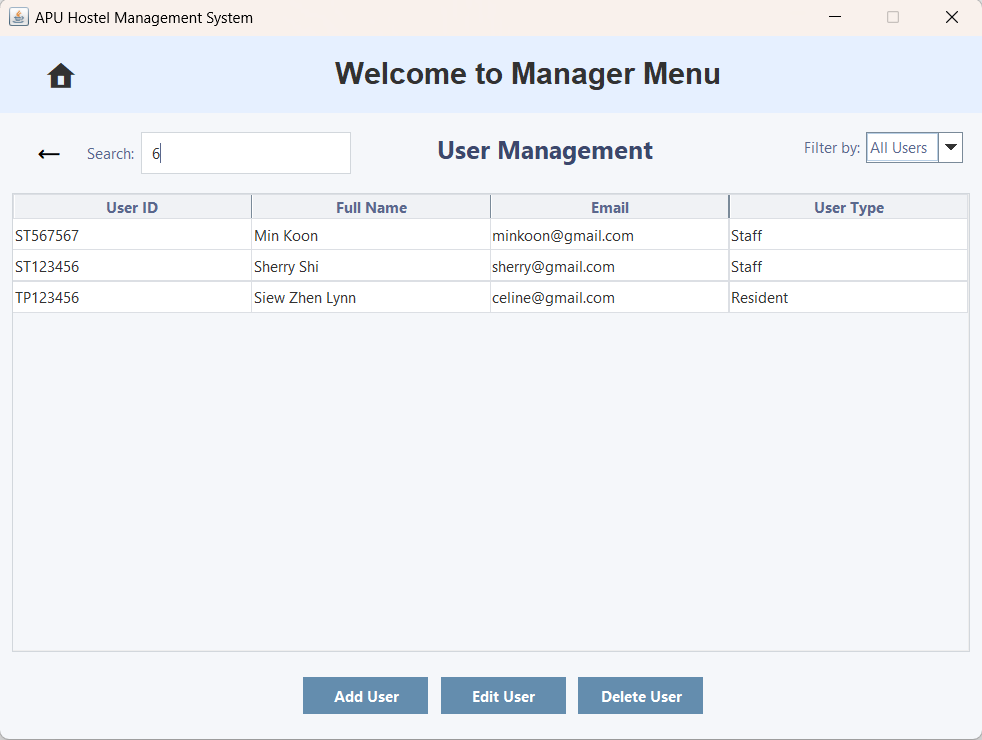 APU Hostel Management System
Welcome to Manager Menu
Search: 6
User Management
Filter by: All Users
User ID Full Name Email User Type
ST567567 Min Koon minkoon@gmail.com Staff
ST123456 Sherry Shi sherry@gmail.com Staff
TP123456 Siew Zhen Lynn celine@gmail.com Resident
Add User Edit User Delete User